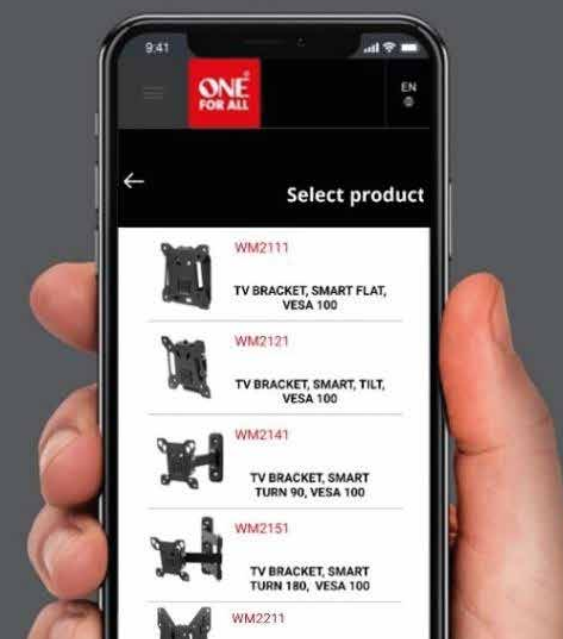 9:41
ONE
FOR ALL
EN
Select product
WM2111
TV BRACKET, SMART FLAT,
VESA 100
WM2121
TV BRACKET, SMART, TILT,
VESA 100
WM2141
TV BRACKET, SMART
TURN 90, VESA 100
WM2151
TV BRACKET, SMART
TURN 180, VESA 100
WM2211